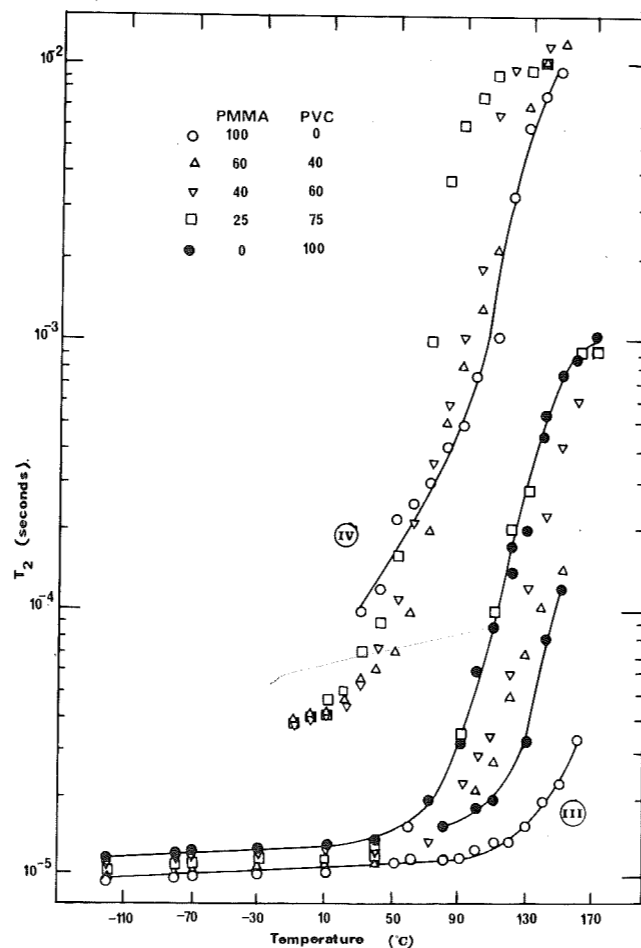 10⁻²
PMMA PVC
100 0
60 40
40 60
25 75
0 100
10⁻³
T₂ (seconds).
IV
10⁻⁴
III
10⁻⁵
-110 -70 -30 10 50 90 130 170
Temperature (°C)